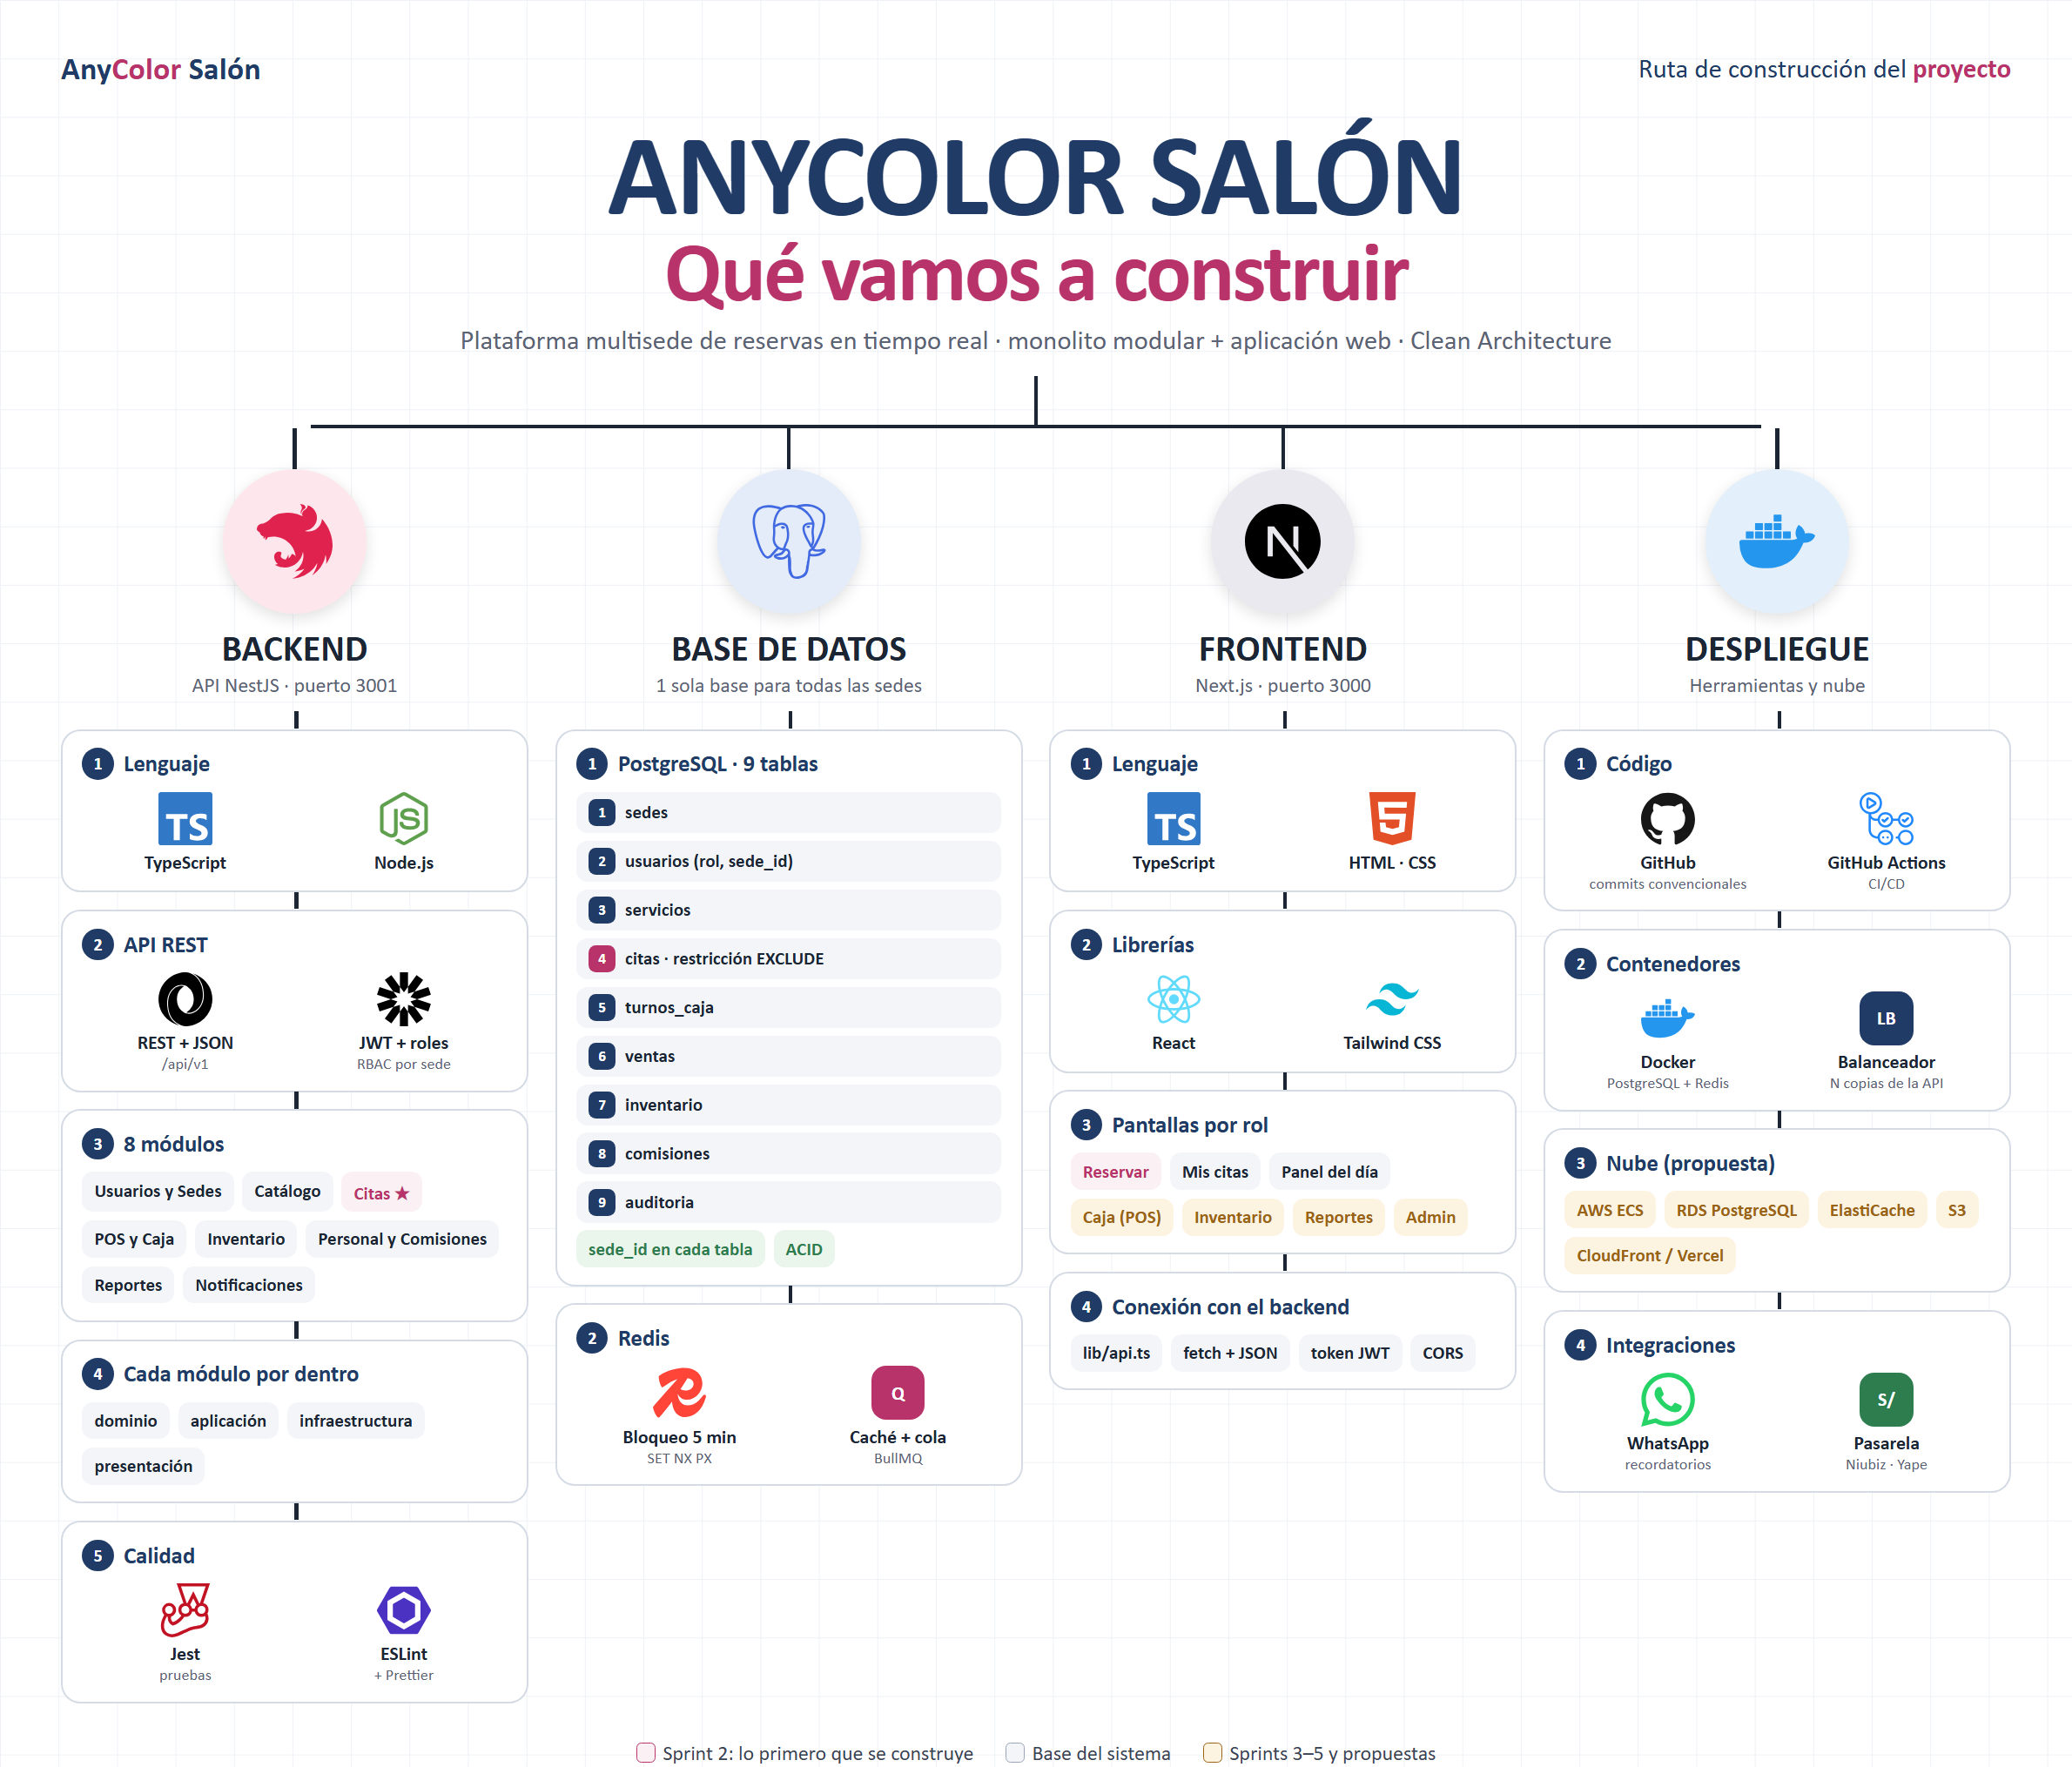 AnyColor Salón
Ruta de construcción del proyecto
ANYCOLOR SALÓN
Qué vamos a construir
Plataforma multisede de reservas en tiempo real · monolito modular + aplicación web · Clean Architecture
BACKEND
API NestJS · puerto 3001
1 Lenguaje
TS
TypeScript
JS
Node.js
2 API REST
REST + JSON
/api/v1
JWT + roles
RBAC por sede
3 8 módulos
Usuarios y Sedes
Catálogo
Citas ★
POS y Caja
Inventario
Personal y Comisiones
Reportes
Notificaciones
4 Cada módulo por dentro
dominio
aplicación
infraestructura
presentación
5 Calidad
Jest
pruebas
ESLint
+ Prettier
BASE DE DATOS
1 sola base para todas las sedes
1 PostgreSQL · 9 tablas
1 sedes
2 usuarios (rol, sede_id)
3 servicios
4 citas · restricción EXCLUDE
5 turnos_caja
6 ventas
7 inventario
8 comisiones
9 auditoria
sede_id en cada tabla
ACID
2 Redis
Bloqueo 5 min
SET NX PX
Q
Caché + cola
BullMQ
FRONTEND
Next.js · puerto 3000
1 Lenguaje
TS
TypeScript
5
HTML · CSS
2 Librerías
React
Tailwind CSS
3 Pantallas por rol
Reservar
Mis citas
Panel del día
Caja (POS)
Inventario
Reportes
Admin
4 Conexión con el backend
lib/api.ts
fetch + JSON
token JWT
CORS
DESPLIEGUE
Herramientas y nube
1 Código
GitHub
commits convencionales
GitHub Actions
CI/CD
2 Contenedores
Docker
PostgreSQL + Redis
LB
Balanceador
N copias de la API
3 Nube (propuesta)
AWS ECS
RDS PostgreSQL
ElastiCache
S3
CloudFront / Vercel
4 Integraciones
WhatsApp
recordatorios
S/
Pasarela
Niubiz · Yape
Sprint 2: lo primero que se construye
Base del sistema
Sprints 3–5 y propuestas